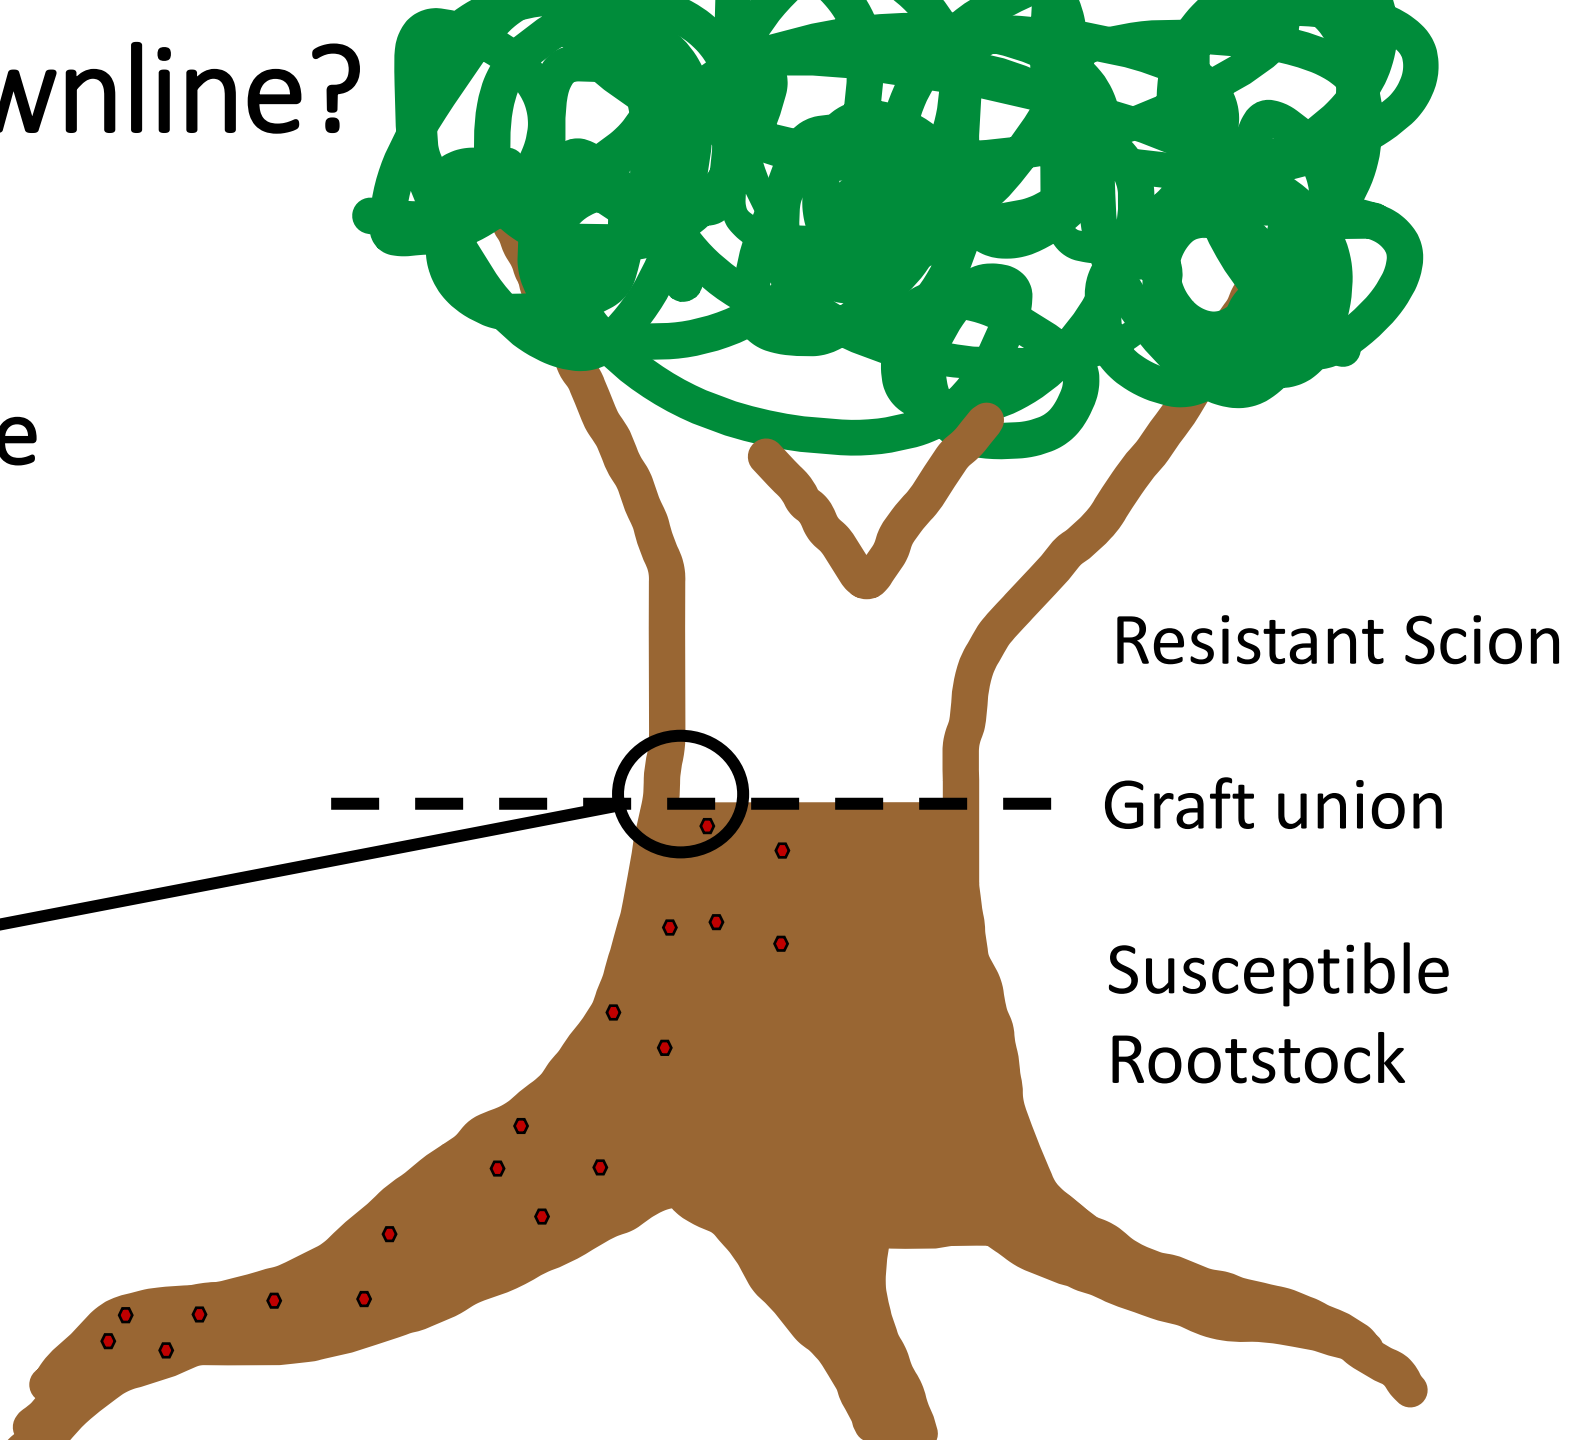 wnline?
e
Resistant Scion
Graft union
Susceptible
Rootstock